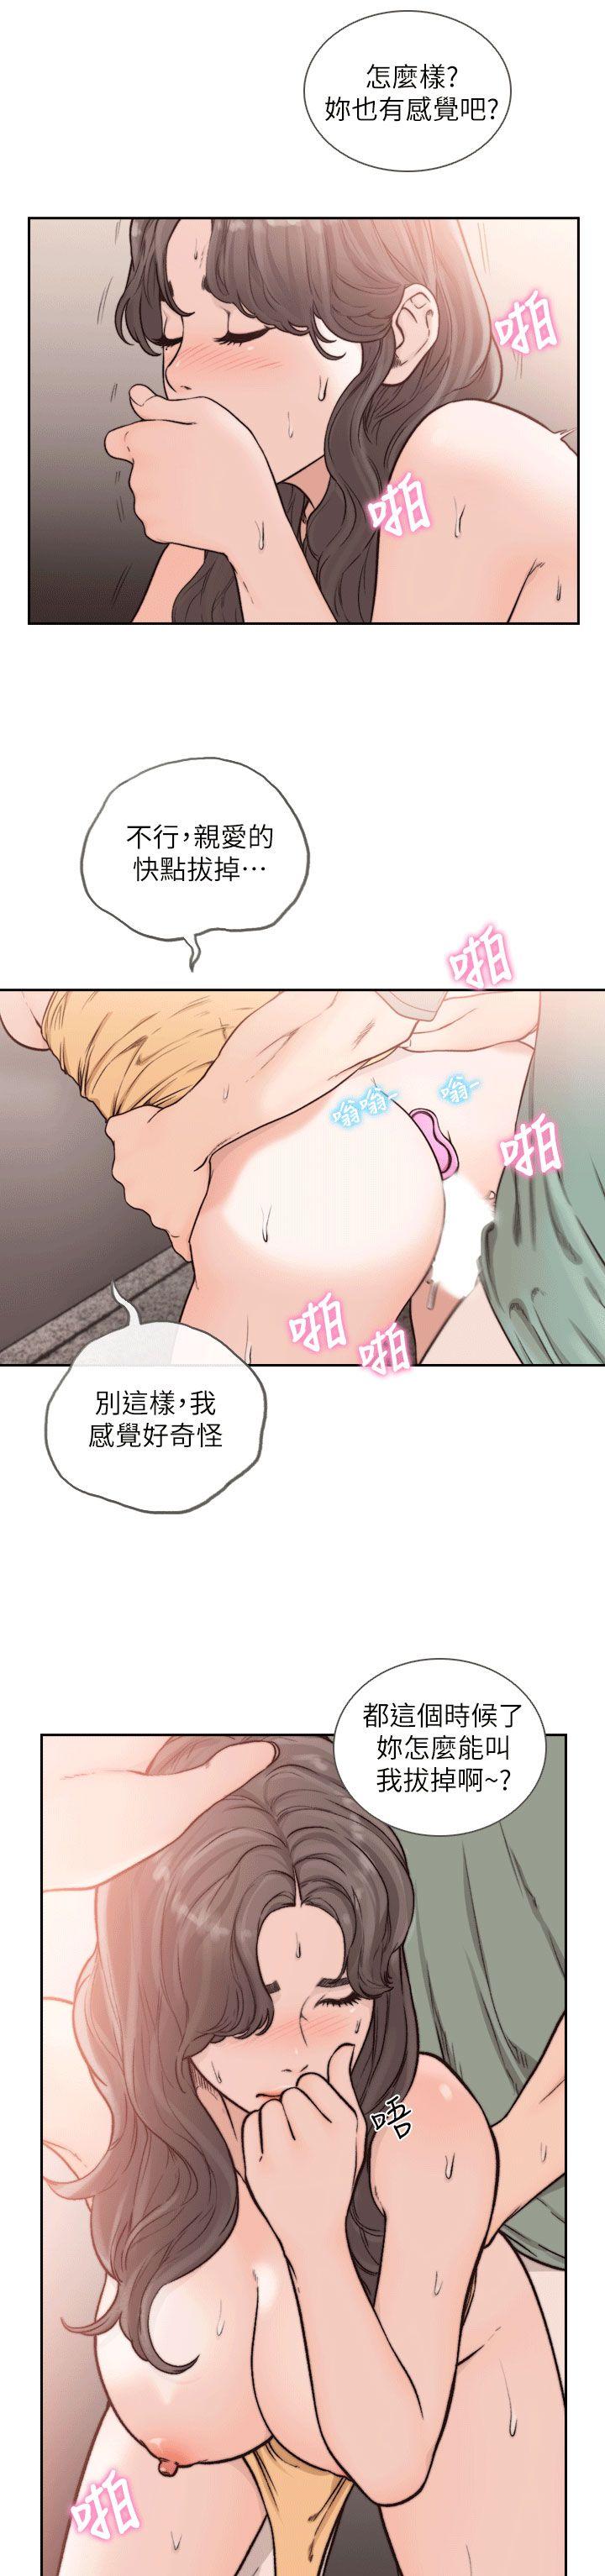 怎麼樣?
妳也有感覺吧?
啪
啪
不行，親愛的
快點拔掉…
啪
嗡嗡~
嗡~
啪
啪
啪
別這樣，我
感覺好奇怪
都這個時候了
妳怎麼能叫
我拔掉啊~?
唔
啪